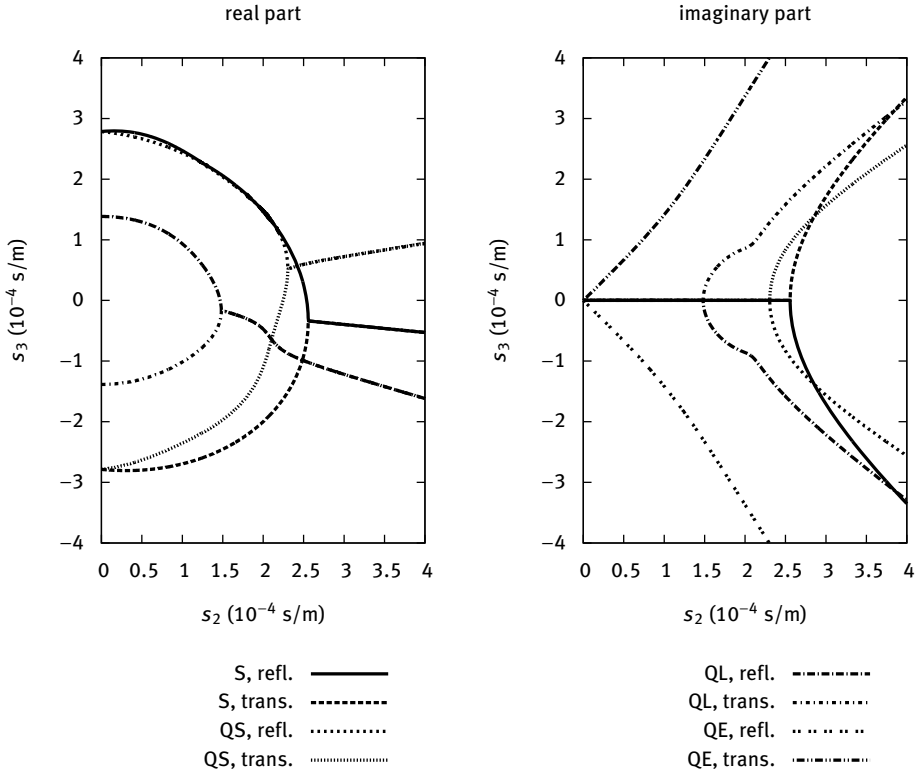 real part
4
3
2
1
0
−1
−2
−3
−4
s₃ (10⁻⁴ s/m)
0 0.5 1 1.5 2 2.5 3 3.5 4
s₂ (10⁻⁴ s/m)
imaginary part
4
3
2
1
0
−1
−2
−3
−4
s₃ (10⁻⁴ s/m)
0 0.5 1 1.5 2 2.5 3 3.5 4
s₂ (10⁻⁴ s/m)
S, refl.
S, trans.
QS, refl.
QS, trans.
QL, refl.
QL, trans.
QE, refl.
QE, trans.